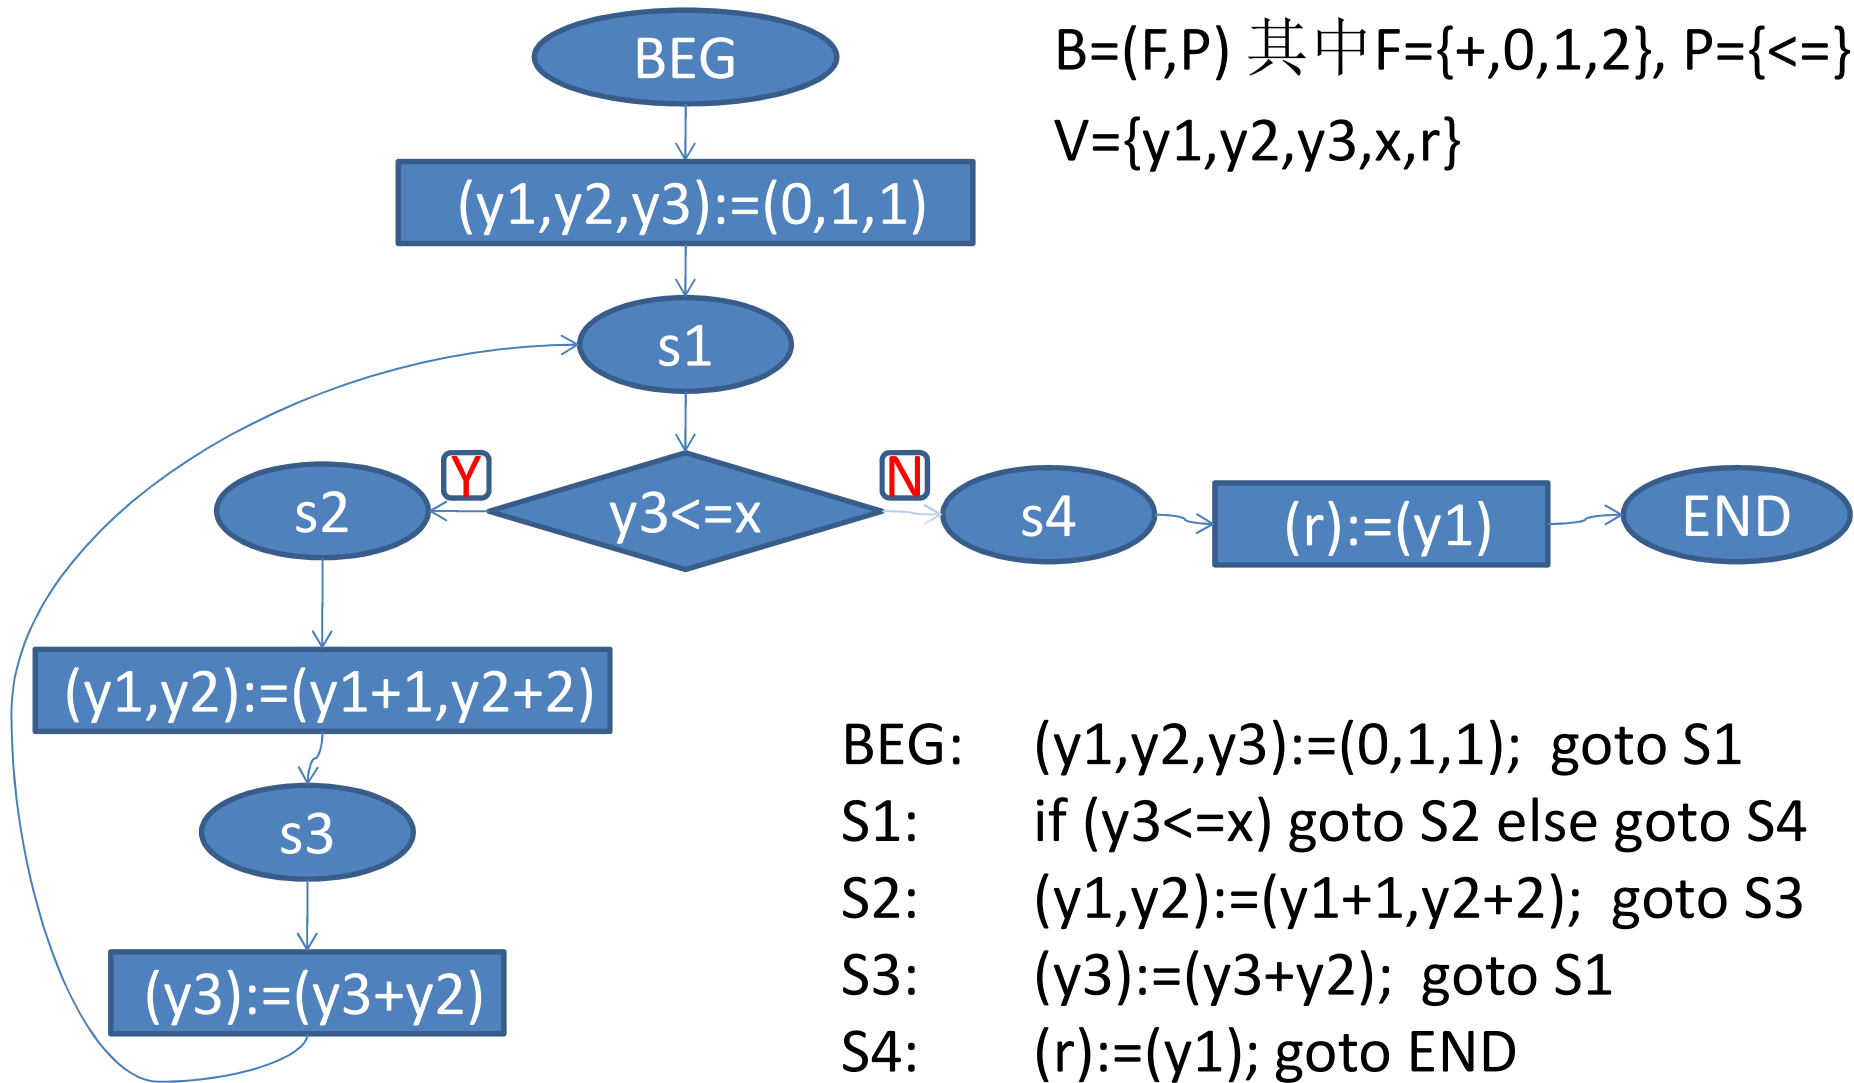 BEG
B=(F,P) 其中F={+,0,1,2}, P={<=}
V={y1,y2,y3,x,r}
(y1,y2,y3):=(0,1,1)
s1
Y
N
s2
y3<=x
s4
(r):=(y1)
END
(y1,y2):=(y1+1,y2+2)
s3
(y3):=(y3+y2)
BEG: (y1,y2,y3):=(0,1,1); goto S1
S1: if (y3<=x) goto S2 else goto S4
S2: (y1,y2):=(y1+1,y2+2); goto S3
S3: (y3):=(y3+y2); goto S1
S4: (r):=(y1); goto END